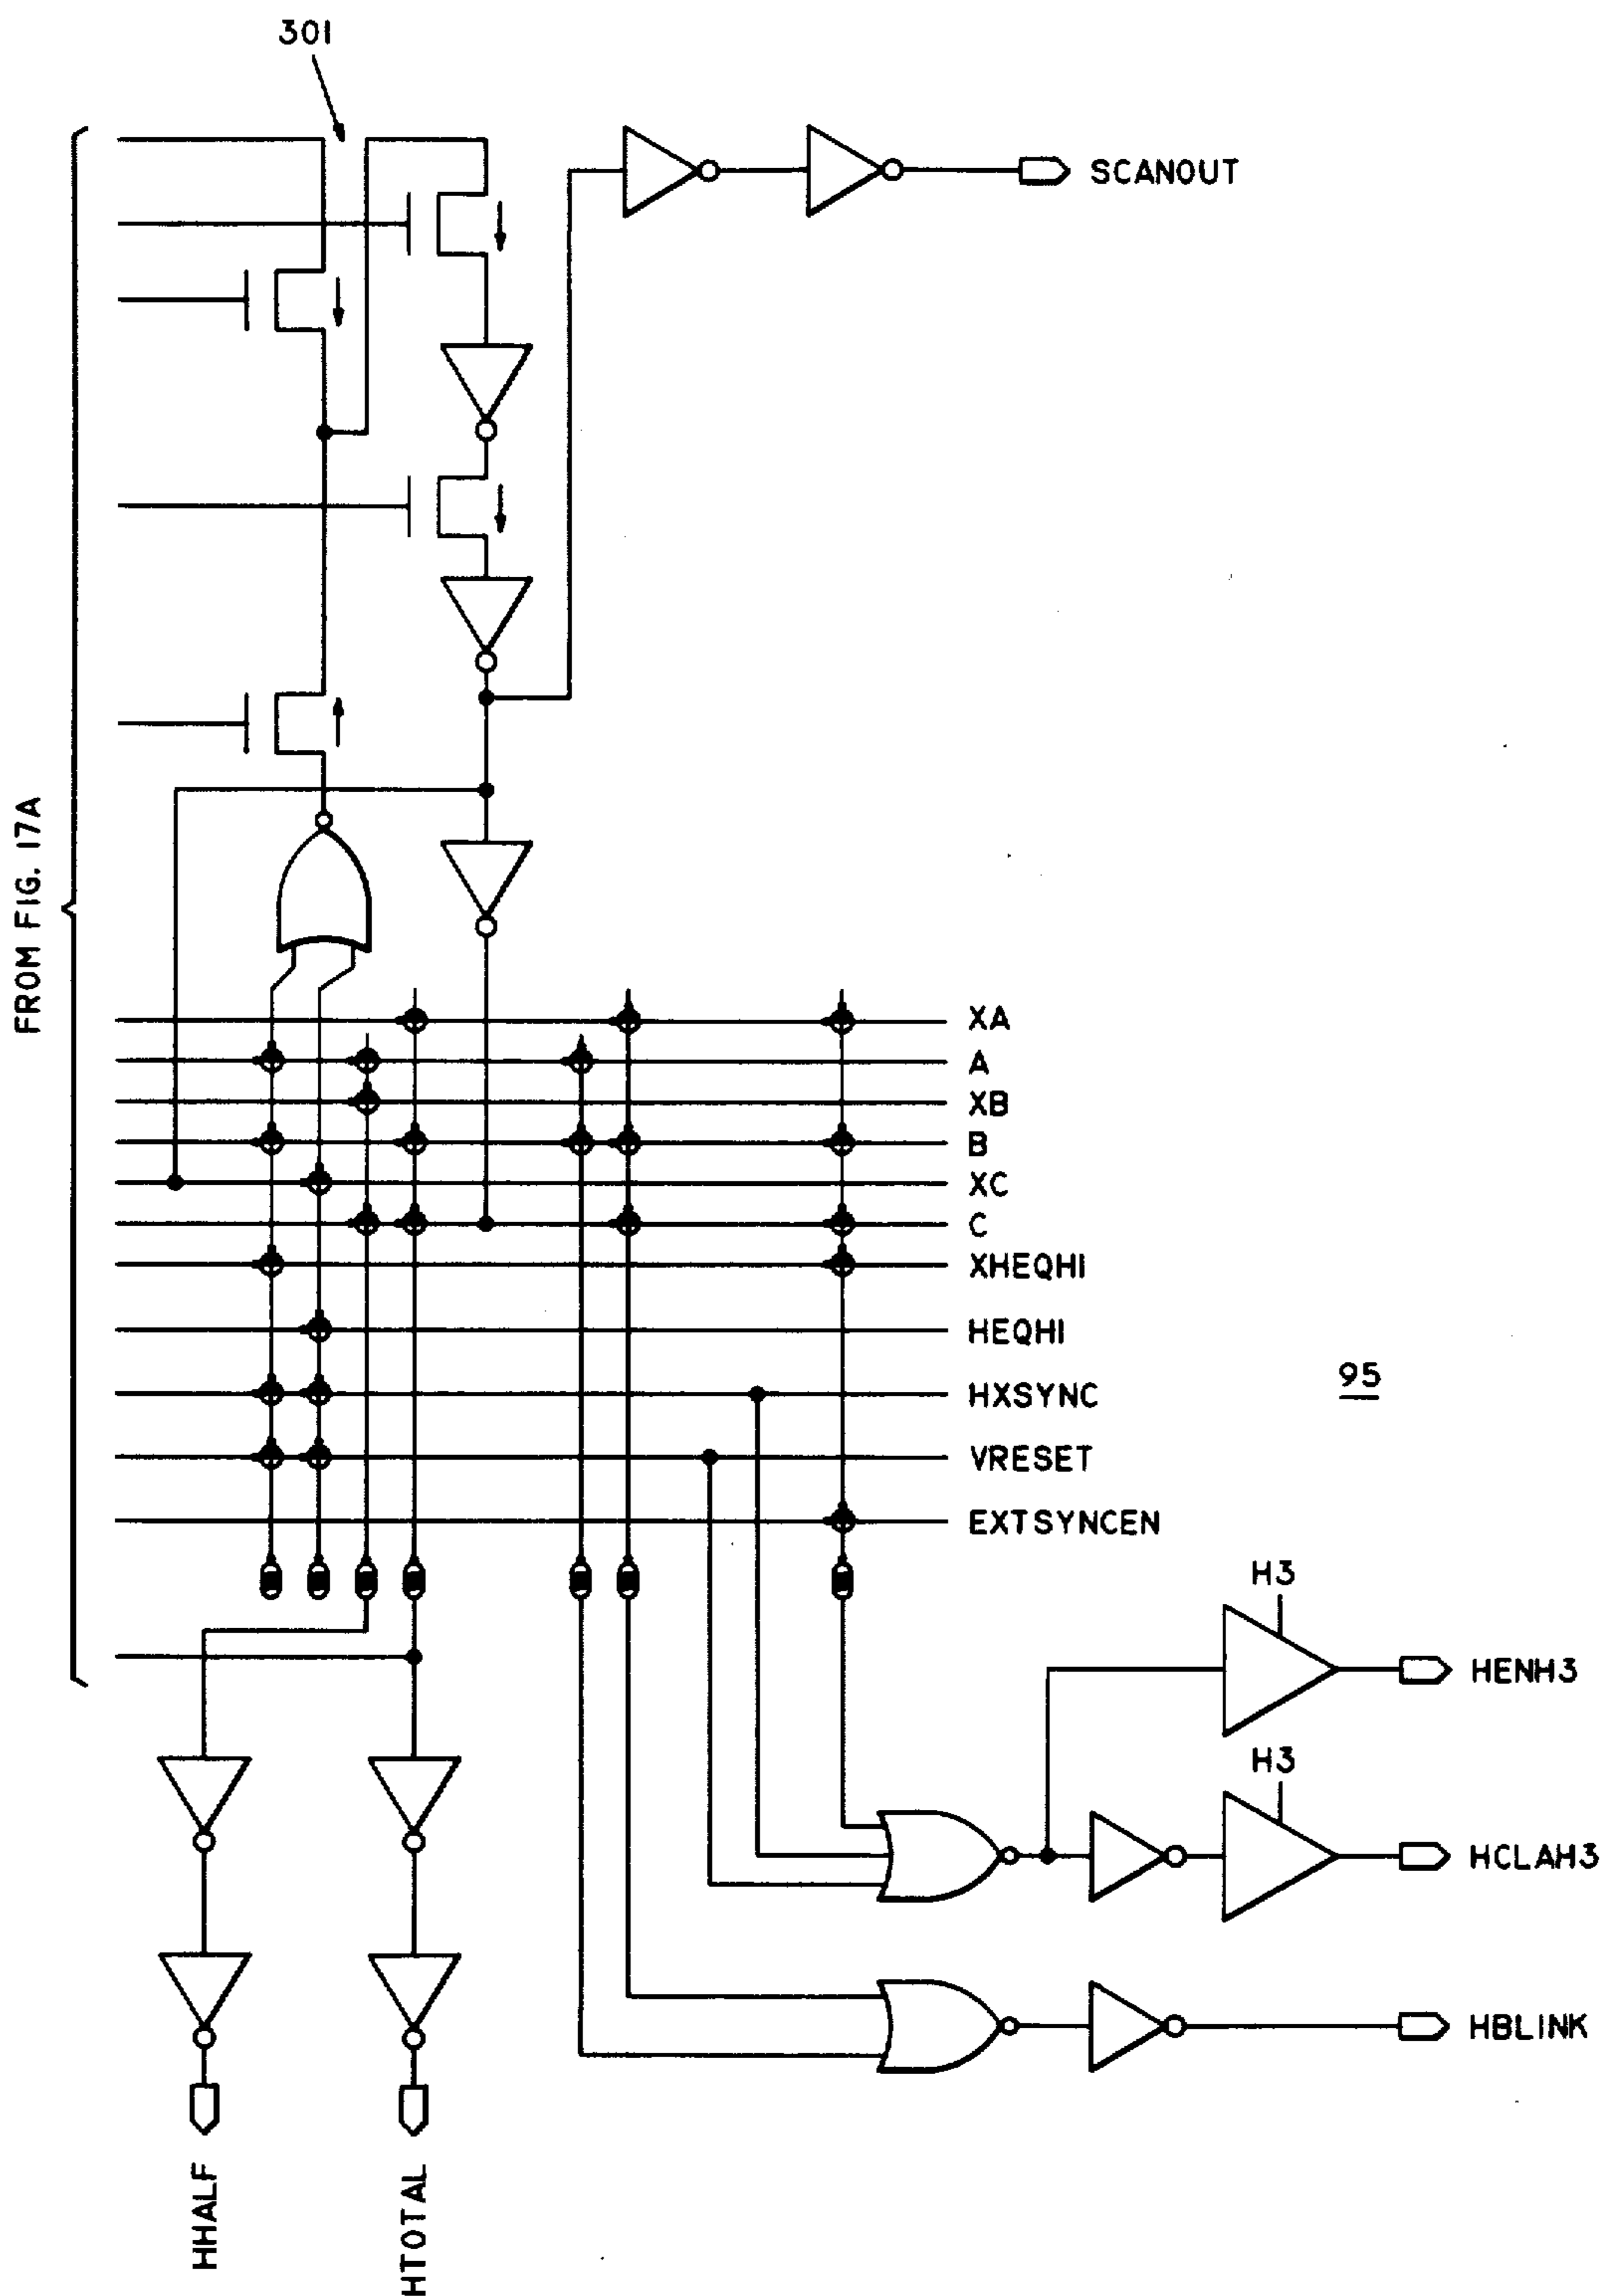 301
SCANOUT
FROM FIG. 17A
XA
A
XB
B
XC
C
XHEQHI
HEQHI
HXSYNC
95
VRESET
EXTSYNCEN
H3
HENH3
H3
HCLAH3
HBLINK
HHALF
HTOTAL